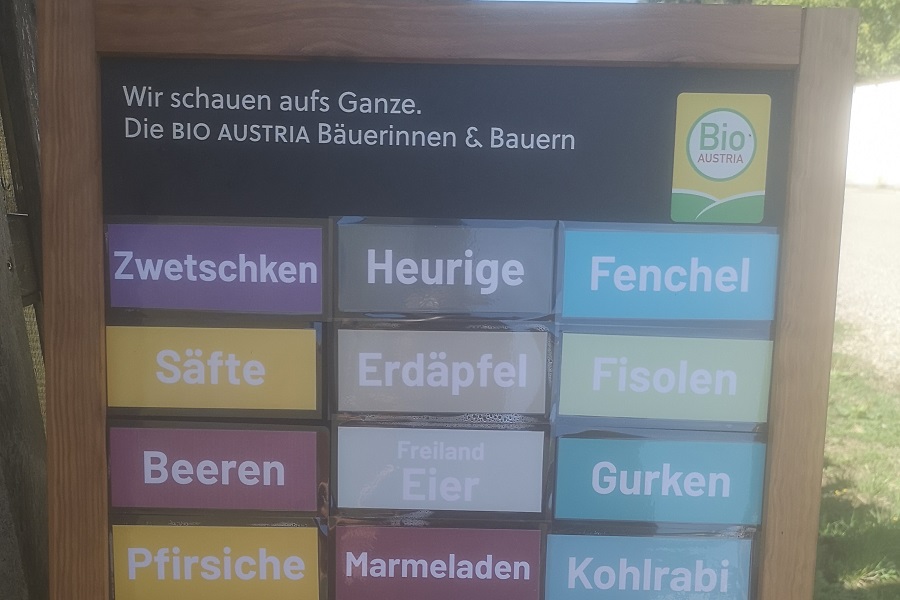 Wir schauen aufs Ganze.
Die BIO AUSTRIA Bäuerinnen & Bauern
Bio
AUSTRIA
Zwetschken
Heurige
Fenchel
Säfte
Erdäpfel
Fisolen
Beeren
Freiland
Eier
Gurken
Pfirsiche
Marmeladen
Kohlrabi